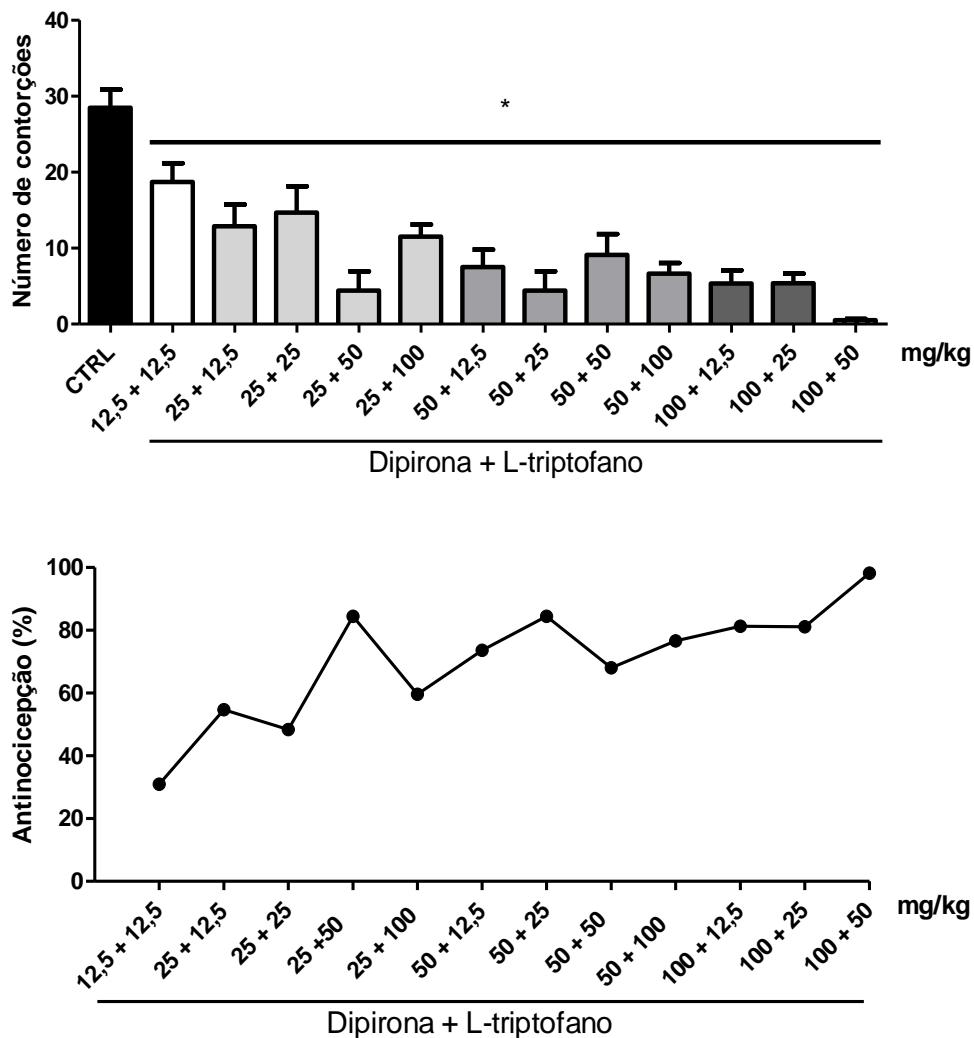 40
30
20
10
0
Número de contorções
*
CTRL
12,5 + 12,5
25 + 12,5
25 + 25
25 + 50
25 + 100
50 + 12,5
50 + 25
50 + 50
50 + 100
100 + 12,5
100 + 25
100 + 50
mg/kg
Dipirona + L-triptofano
100
80
60
40
20
0
Antinocicepção (%)
12,5 + 12,5
25 + 12,5
25 + 25
25 +50
25 + 100
50 + 12,5
50 + 25
50 + 50
50 + 100
100 + 12,5
100 + 25
100 + 50
mg/kg
Dipirona + L-triptofano